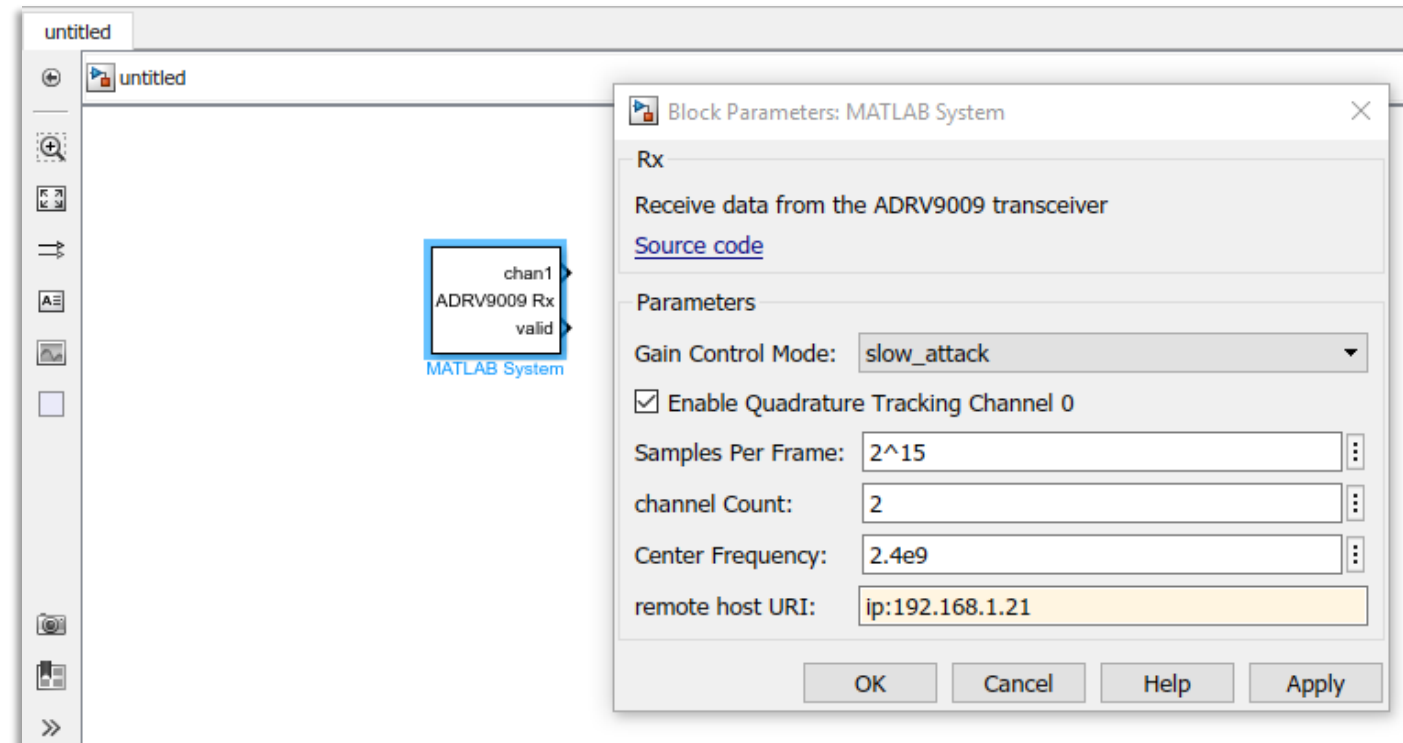 untitled
untitled
Block Parameters: MATLAB System
Rx
Receive data from the ADRV9009 transceiver
Source code
chan1
ADRV9009 Rx
valid
MATLAB System
Parameters
Gain Control Mode: slow_attack
Enable Quadrature Tracking Channel 0
Samples Per Frame: 2^15
channel Count: 2
Center Frequency: 2.4e9
remote host URI: ip:192.168.1.21
OK Cancel Help Apply